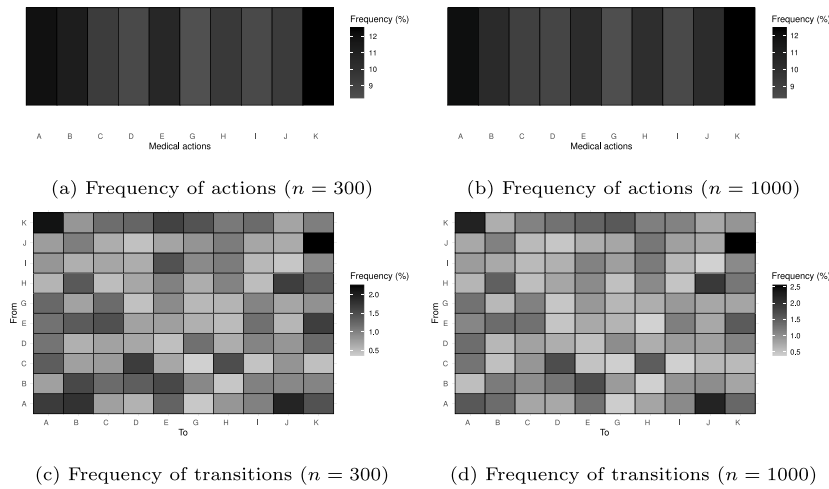 Frequency (%)
12
11
10
9
A B C D E G H I J K
Medical actions
(a) Frequency of actions (n = 300)
Frequency (%)
12
11
10
9
A B C D E G H I J K
Medical actions
(b) Frequency of actions (n = 1000)
From
K
J
I
H
G
E
D
C
B
A
A B C D E G H I J K
To
Frequency (%)
2.0
1.5
1.0
0.5
(c) Frequency of transitions (n = 300)
From
K
J
I
H
G
E
D
C
B
A
A B C D E G H I J K
To
Frequency (%)
2.5
2.0
1.5
1.0
0.5
(d) Frequency of transitions (n = 1000)